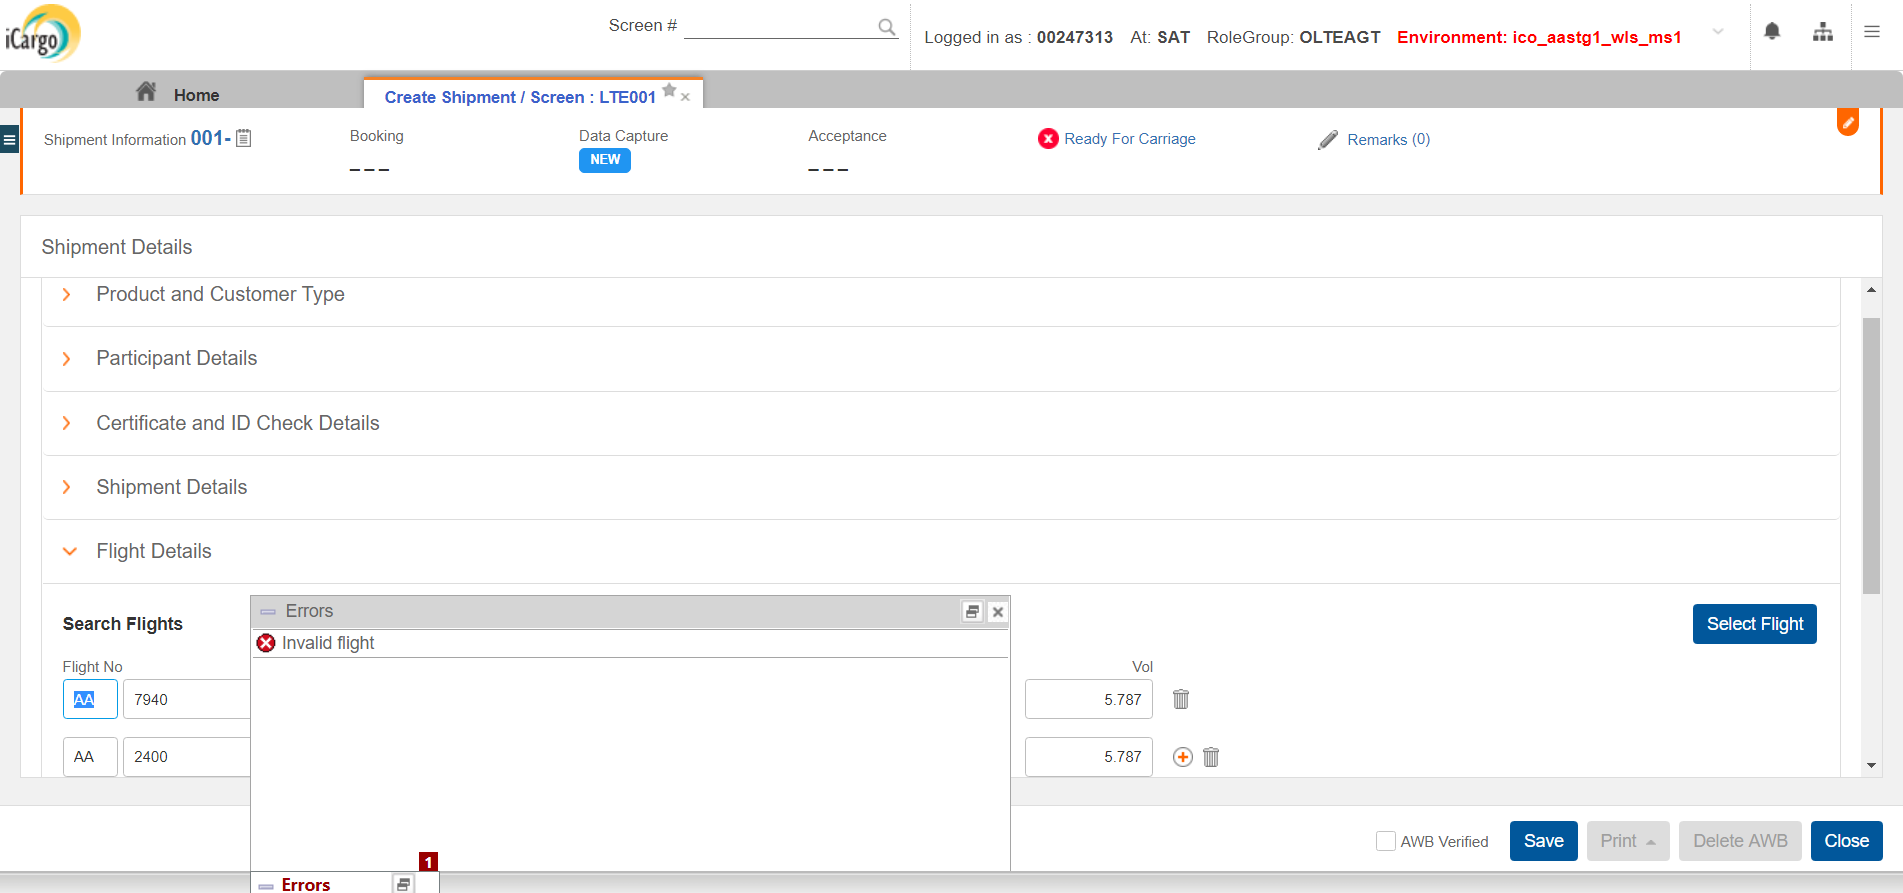 iCargo
Screen #
Logged in as : 00247313 At: SAT RoleGroup: OLTEAGT Environment: ico_aastg1_wls_ms1
Home
Create Shipment / Screen : LTE001
Shipment Information 001-
Booking
Data Capture
Acceptance
Ready For Carriage
Remarks (0)
---
NEW
---
Shipment Details
Product and Customer Type
Participant Details
Certificate and ID Check Details
Shipment Details
Flight Details
Search Flights
Select Flight
Errors
Invalid flight
Flight No
Vol
AA 7940 5.787
AA 2400 5.787
AWB Verified
Save
Print
Delete AWB
Close
1
Errors